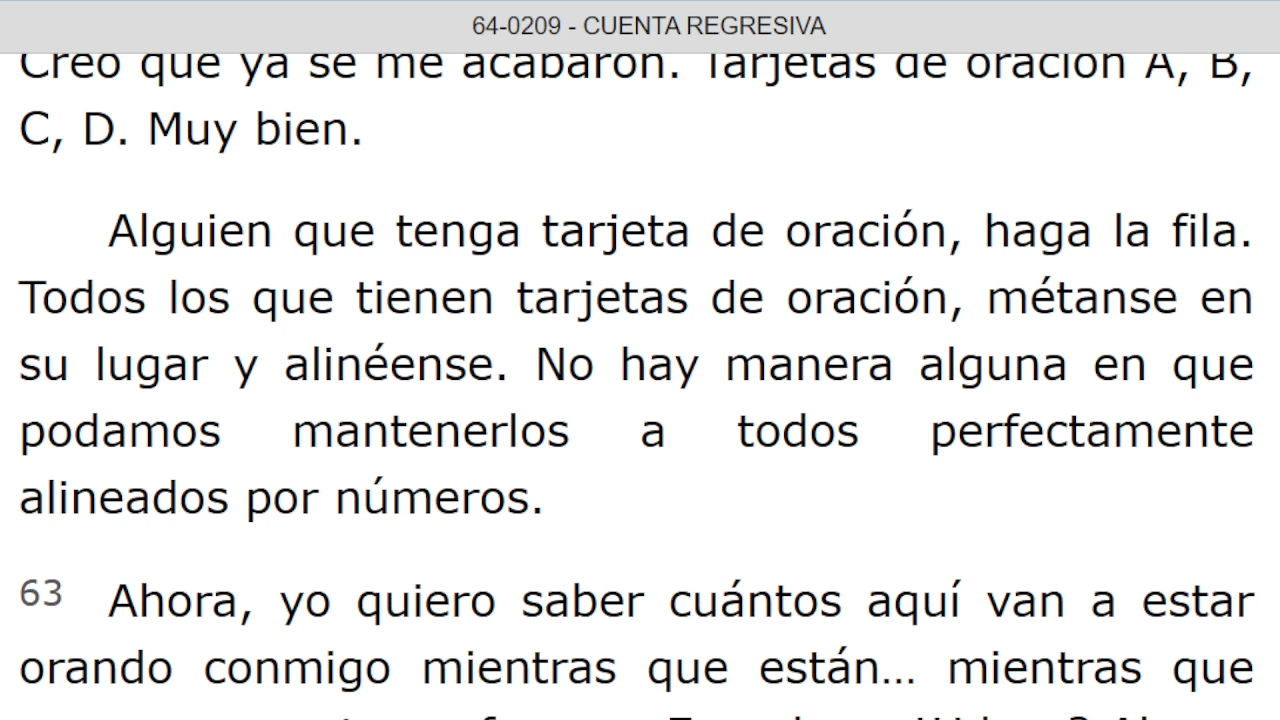 64-0209 - CUENTA REGRESIVA
Creo que ya se me acabaron. Tarjetas de oración A, B,
C, D. Muy bien.
Alguien que tenga tarjeta de oración, haga la fila.
Todos los que tienen tarjetas de oración, métanse en
su lugar y alinéense. No hay manera alguna en que
podamos mantenerlos a todos perfectamente
alineados por números.
63 Ahora, yo quiero saber cuántos aquí van a estar
orando conmigo mientras que están... mientras que